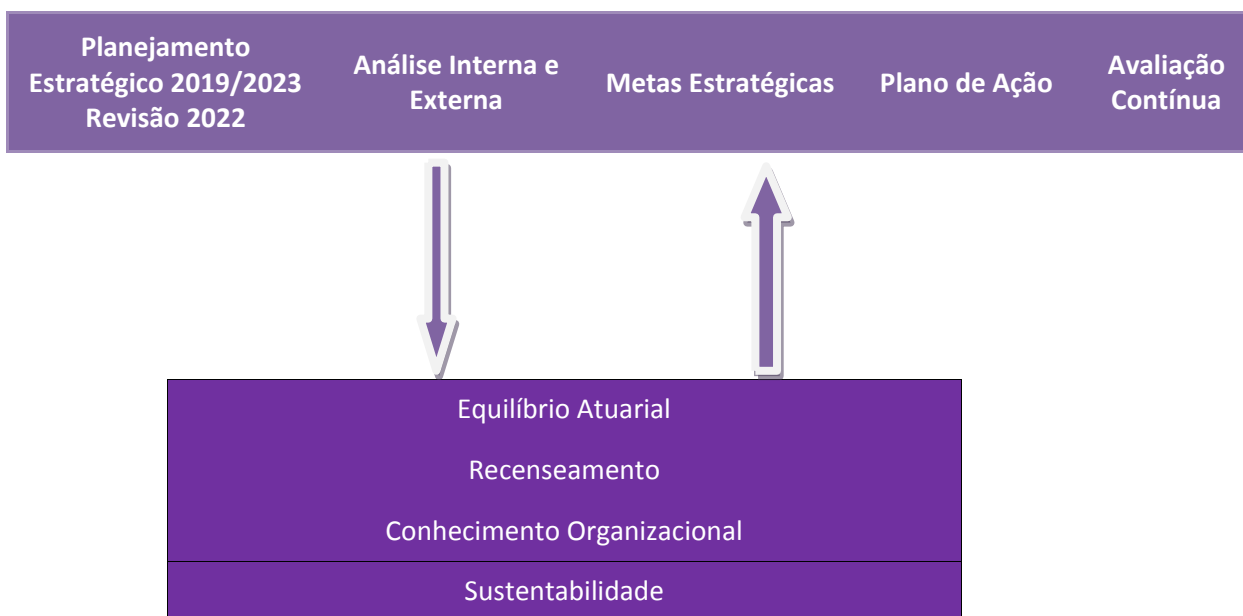 Planejamento
Estratégico 2019/2023
Revisão 2022
Análise Interna e
Externa
Metas Estratégicas
Plano de Ação
Avaliação
Contínua
Equilíbrio Atuarial
Recenseamento
Conhecimento Organizacional
Sustentabilidade